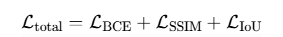 ℒ_total = ℒ_BCE + ℒ_SSIM + ℒ_IoU